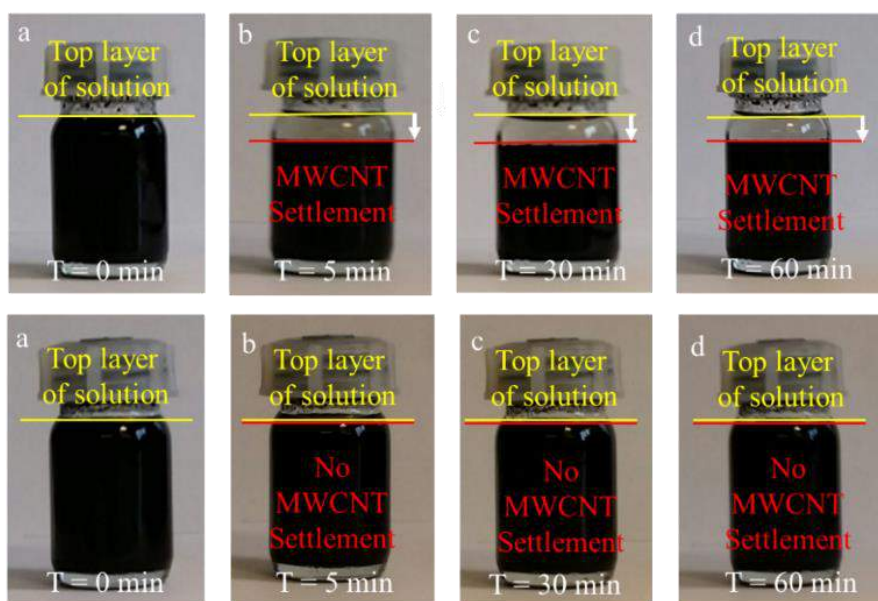 a
Top layer
of solution
T = 0 min
b
Top layer
of solution
MWCNT
Settlement
T = 5 min
c
Top layer
of solution
MWCNT
Settlement
T = 30 min
d
Top layer
of solution
MWCNT
Settlement
T = 60 min
a
Top layer
of solution
T = 0 min
b
Top layer
of solution
No
MWCNT
Settlement
T = 5 min
c
Top layer
of solution
No
MWCNT
Settlement
T = 30 min
d
Top layer
of solution
No
MWCNT
Settlement
T = 60 min